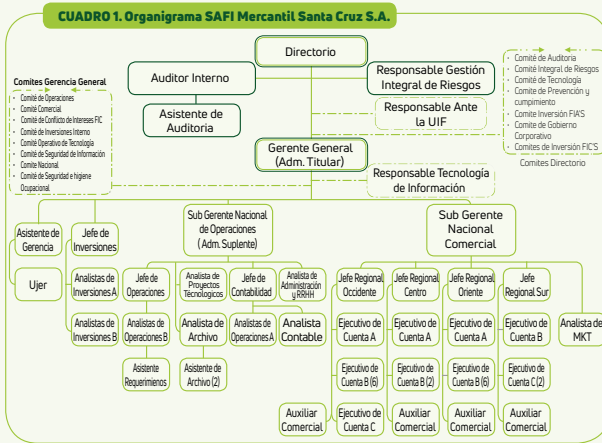 CUADRO 1. Organigrama SAFI Mercantil Santa Cruz S.A.
Directorio
Auditor Interno
Responsable Gestión
Integral de Riesgos
Asistente de
Auditoria
Responsable Ante
la UIF
Comites Gerencia General
• Comité de Operaciones
• Comité Comercial
• Comité de Conflicto de Intereses FIC
• Comité de Inversiones Interno
• Comité Operativo de Tecnología
• Comité de Seguridad de Información
• Comite Nacional
• Comité de Seguridad e higiene
Ocupacional
• Comité de Auditoria
• Comité Integral de Riesgos
• Comité de Tecnología
• Comité de Prevención y
cumpimiento
• Comite Inversión FIA'S
• Comite de Gobierno
Corporativo
• Comites de Inversión FIC'S
Comites Directorio
Gerente General
(Adm. Titular)
Responsable Tecnología
de Información
Asistente de
Gerencia
Jefe de
Inversiones
Sub Gerente Nacional
de Operaciones
( Adm. Suplente)
Sub Gerente
Nacional
Comercial
Ujer
Analistas de
Inversiones A
Jefe de
Operaciones
Analista de
Proyectos
Técnologicos
Jefe de
Contabilidad
Analista de
Administración
y RRHH
Jefe Regional
Occidente
Jefe Regional
Centro
Jefe Regional
Oriente
Jefe
Regional Sur
Analistas de
Inversiones B
Analistas de
Operaciones B
Analista de
Archivo
Analistas de
Operaciones A
Analista
Contable
Ejecutivo de
Cuenta A
Ejecutivo de
Cuenta A
Ejecutivo de
Cuenta A
Ejecutivo de
Cuenta B
Analista de
MKT
Asistente
Requerimienos
Asistente de
Archivo (2)
Ejecutivo de
Cuenta B (6)
Ejecutivo de
Cuenta B (2)
Ejecutivo de
Cuenta B (6)
Ejecutivo de
Cuenta C (2)
Auxiliar
Comercial
Ejecutivo de
Cuenta C
Auxiliar
Comercial
Auxiliar
Comercial
Auxiliar
Comercial